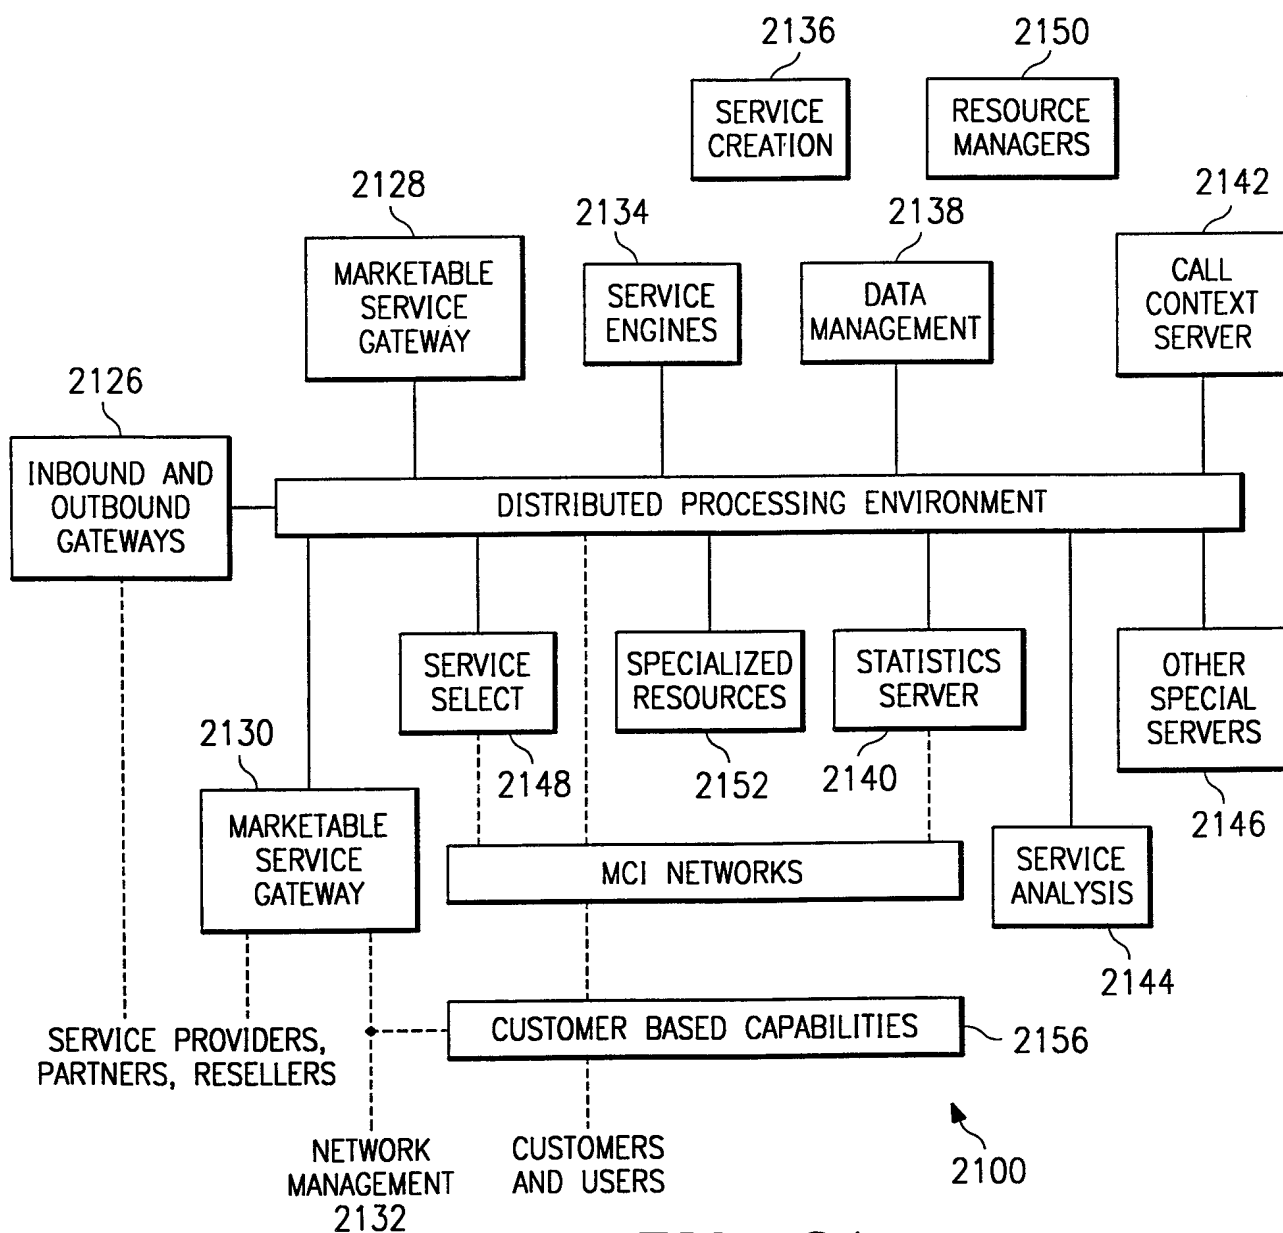 2136
2150
SERVICE
CREATION
RESOURCE
MANAGERS
2128
2134
2138
2142
MARKETABLE
SERVICE
GATEWAY
SERVICE
ENGINES
DATA
MANAGEMENT
CALL
CONTEXT
SERVER
2126
INBOUND AND
OUTBOUND
GATEWAYS
DISTRIBUTED PROCESSING ENVIRONMENT
SERVICE
SELECT
SPECIALIZED
RESOURCES
STATISTICS
SERVER
OTHER
SPECIAL
SERVERS
2130
2148
2152
2140
2146
MARKETABLE
SERVICE
GATEWAY
MCI NETWORKS
SERVICE
ANALYSIS
2144
SERVICE PROVIDERS,
PARTNERS, RESELLERS
CUSTOMER BASED CAPABILITIES
2156
NETWORK
MANAGEMENT
2132
CUSTOMERS
AND USERS
2100